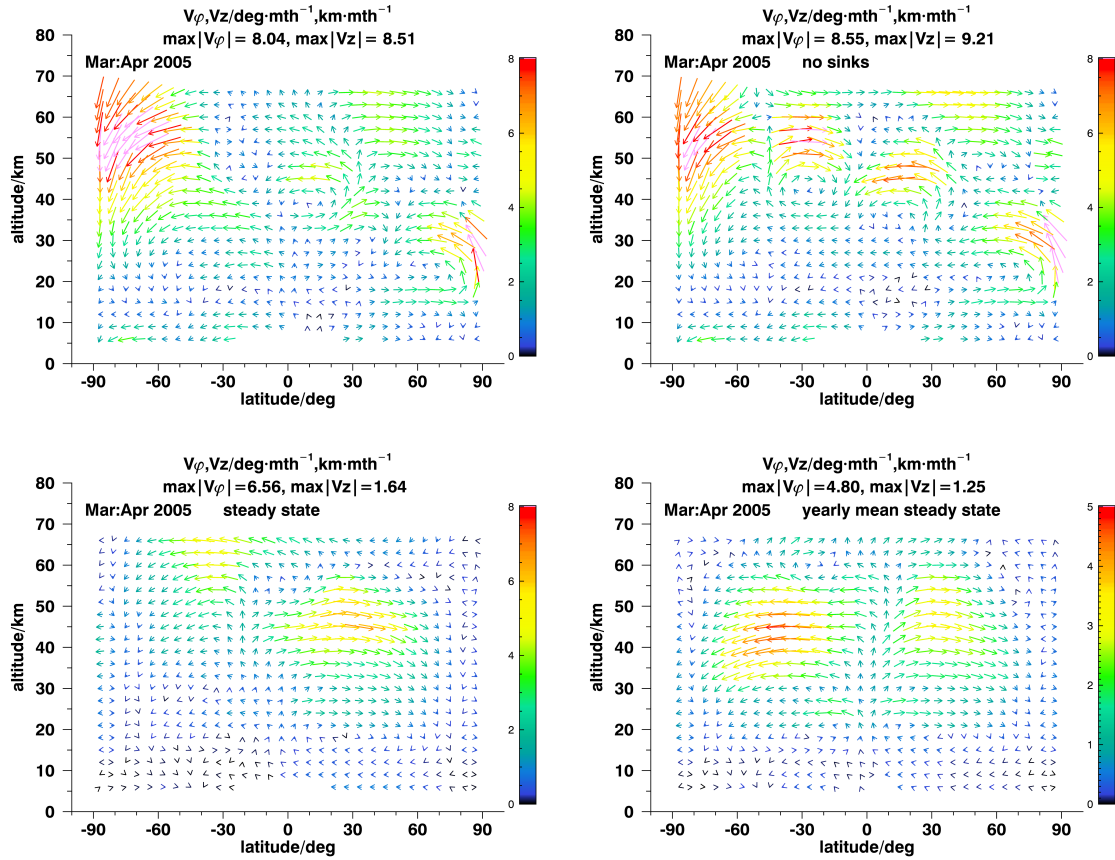 Vφ,Vz/deg·mth⁻¹,km·mth⁻¹
max|Vφ|= 8.04, max|Vz|= 8.51
Mar:Apr 2005
80
70
60
50
40
30
20
10
0
altitude/km
-90 -60 -30 0 30 60 90
latitude/deg
8
6
4
2
0
Vφ,Vz/deg·mth⁻¹,km·mth⁻¹
max|Vφ|= 8.55, max|Vz|= 9.21
Mar:Apr 2005 no sinks
80
70
60
50
40
30
20
10
0
altitude/km
-90 -60 -30 0 30 60 90
latitude/deg
8
6
4
2
0
Vφ,Vz/deg·mth⁻¹,km·mth⁻¹
max|Vφ|=6.56, max|Vz|=1.64
Mar:Apr 2005 steady state
80
70
60
50
40
30
20
10
0
altitude/km
-90 -60 -30 0 30 60 90
latitude/deg
8
6
4
2
0
Vφ,Vz/deg·mth⁻¹,km·mth⁻¹
max|Vφ|=4.80, max|Vz|=1.25
Mar:Apr 2005 yearly mean steady state
80
70
60
50
40
30
20
10
0
altitude/km
-90 -60 -30 0 30 60 90
latitude/deg
5
4
3
2
1
0